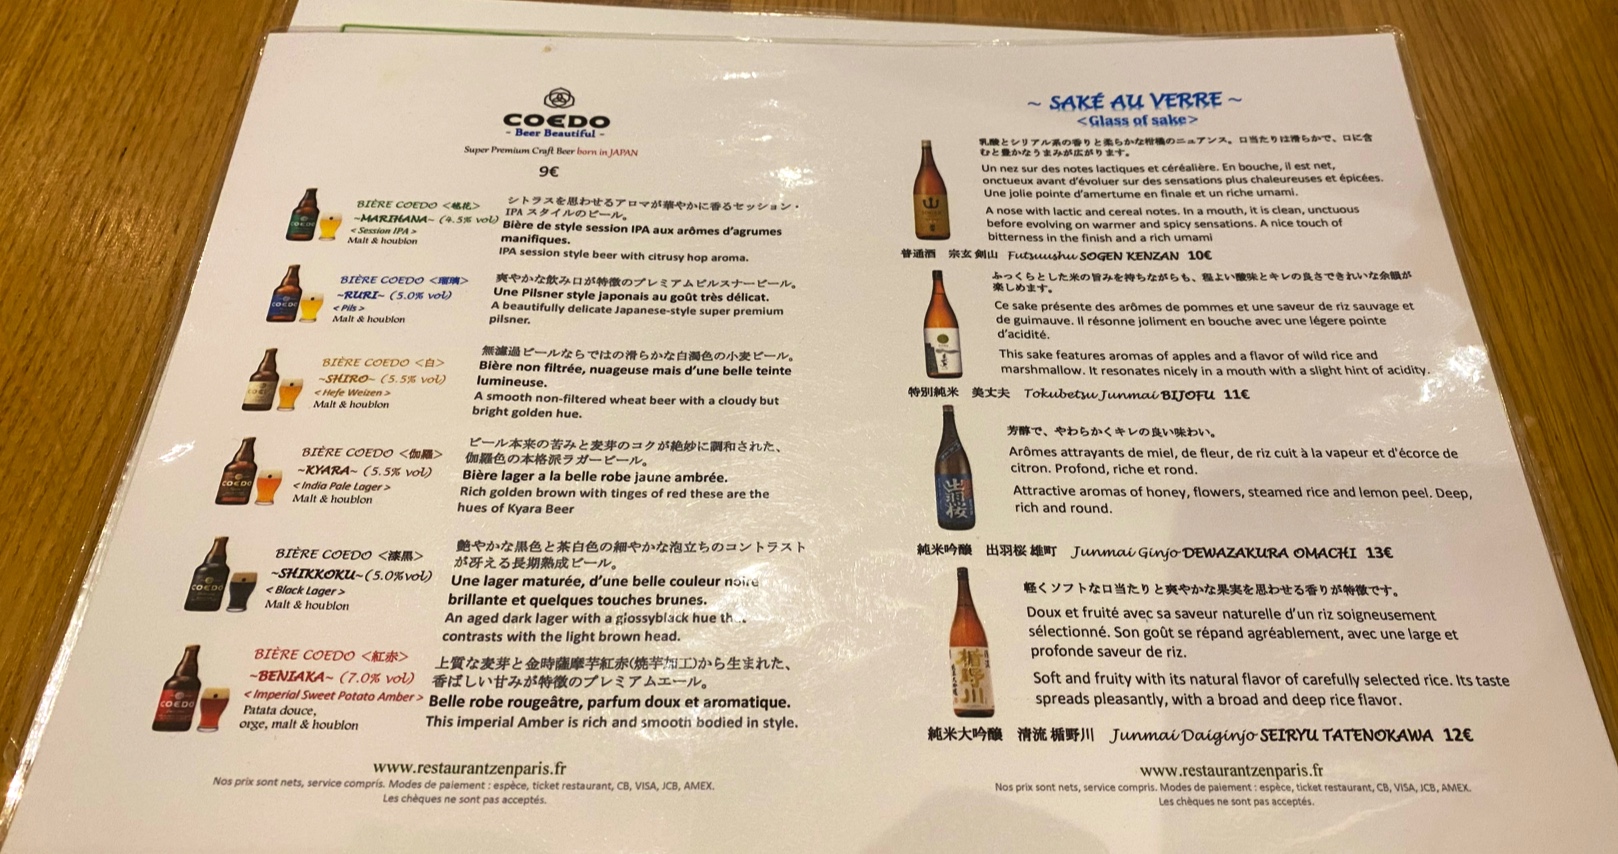 COEDO
- Beer Beautiful -
Super Premium Craft Beer born in JAPAN
9€
BIÈRE COEDO <毬花>
~MARIHANA~ (4.5% vol)
< Session IPA >
Malt & houblon
シトラスを思わせるアロマが華やかに香るセッション・
IPA スタイルのビール。
Bière de style session IPA aux arômes d'agrumes
manifiques.
IPA session style beer with citrusy hop aroma.
BIÈRE COEDO <瑠璃>
~RURI~ (5.0% vol)
< Pils >
Malt & houblon
爽やかな飲み口が特徴のプレミアムピルスナービール。
Une Pilsner style japonais au goût très délicat.
A beautifully delicate Japanese-style super premium
pilsner.
BIÈRE COEDO <白>
~SHIRO~ (5.5% vol)
< Hefe Weizen >
Malt & houblon
無濾過ビールならではの滑らかな白濁色の小麦ビール。
Bière non filtrée, nuageuse mais d'une belle teinte
lumineuse.
A smooth non-filtered wheat beer with a cloudy but
bright golden hue.
BIÈRE COEDO <伽羅>
~KYARA~ (5.5% vol)
< India Pale Lager >
Malt & houblon
ビール本来の苦みと麦芽のコクが絶妙に調和された、
伽羅色の本格派ラガービール。
Bière lager a la belle robe jaune ambrée.
Rich golden brown with tinges of red these are the
hues of Kyara Beer
BIÈRE COEDO <漆黒>
~SHIKKOKU~ (5.0%vol)
< Black Lager >
Malt & houblon
艶やかな黒色と茶白色の細やかな泡立ちのコントラスト
が冴える長期熟成ビール。
Une lager maturée, d'une belle couleur noire
brillante et quelques touches brunes.
An aged dark lager with a glossyblack hue
contrasts with the light brown head.
BIÈRE COEDO <紅赤>
~BENIAKA~ (7.0% vol)
< Imperial Sweet Potato Amber >
Patata douce,
orge, malt & houblon
上質な麦芽と金時薩摩芋紅赤(焼芋加工)から生まれた、
香ばしい甘みが特徴のプレミアムエール。
Belle robe rougeâtre, parfum doux et aromatique.
This imperial Amber is rich and smooth bodied in style.
www.restaurantzenparis.fr
Nos prix sont nets, service compris. Modes de paiement : espèce, ticket restaurant, CB, VISA, JCB, AMEX.
Les chèques ne sont pas acceptés.
~ SAKÉ AU VERRE ~
<Glass of sake>
乳酸とシリアル系の香りと柔らかな柑橘のニュアンス。口当たりは滑らかで、口に含
むと豊かなうまみが広がります。
Un nez sur des notes lactiques et céréalière. En bouche, il est net,
onctueux avant d'évoluer sur des sensations plus chaleureuses et épicées.
Une jolie pointe d'amertume en finale et un riche umami.
A nose with lactic and cereal notes. In a mouth, it is clean, unctuous
before evolving on warmer and spicy sensations. A nice touch of
bitterness in the finish and a rich umami
普通酒 宗玄 剣山 Futsuushu SOGEN KENZAN 10€
ふっくらとした米の旨みを持ちながらも、程よい酸味とキレの良さできれいな余韻が
楽しめます。
Ce sake présente des arômes de pommes et une saveur de riz sauvage et
de guimauve. Il résonne joliment en bouche avec une légere pointe
d'acidité.
This sake features aromas of apples and a flavor of wild rice and
marshmallow. It resonates nicely in a mouth with a slight hint of acidity.
特別純米 美丈夫 Tokubetsu Junmai BIJOFU 11€
芳醇で、やわらかくキレの良い味わい。
Arômes attrayants de miel, de fleur, de riz cuit à la vapeur et d'écorce de
citron. Profond, riche et rond.
Attractive aromas of honey, flowers, steamed rice and lemon peel. Deep,
rich and round.
純米吟醸 出羽桜 雄町 Junmai Ginjo DEWAZAKURA OMACHI 13€
軽くソフトな口当たりと爽やかな果実を思わせる香りが特徴です。
Doux et fruité avec sa saveur naturelle d'un riz soigneusement
sélectionné. Son goût se répand agréablement, avec une large et
profonde saveur de riz.
Soft and fruity with its natural flavor of carefully selected rice. Its taste
spreads pleasantly, with a broad and deep rice flavor.
純米大吟醸 清流 楯野川 Junmai Daiginjo SEIRYU TATENOKAWA 12€
www.restaurantzenparis.fr
Nos prix sont nets, service compris. Modes de paiement : espèce, ticket restaurant, CB, VISA, JCB, AMEX.
Les chèques ne sont pas acceptés.